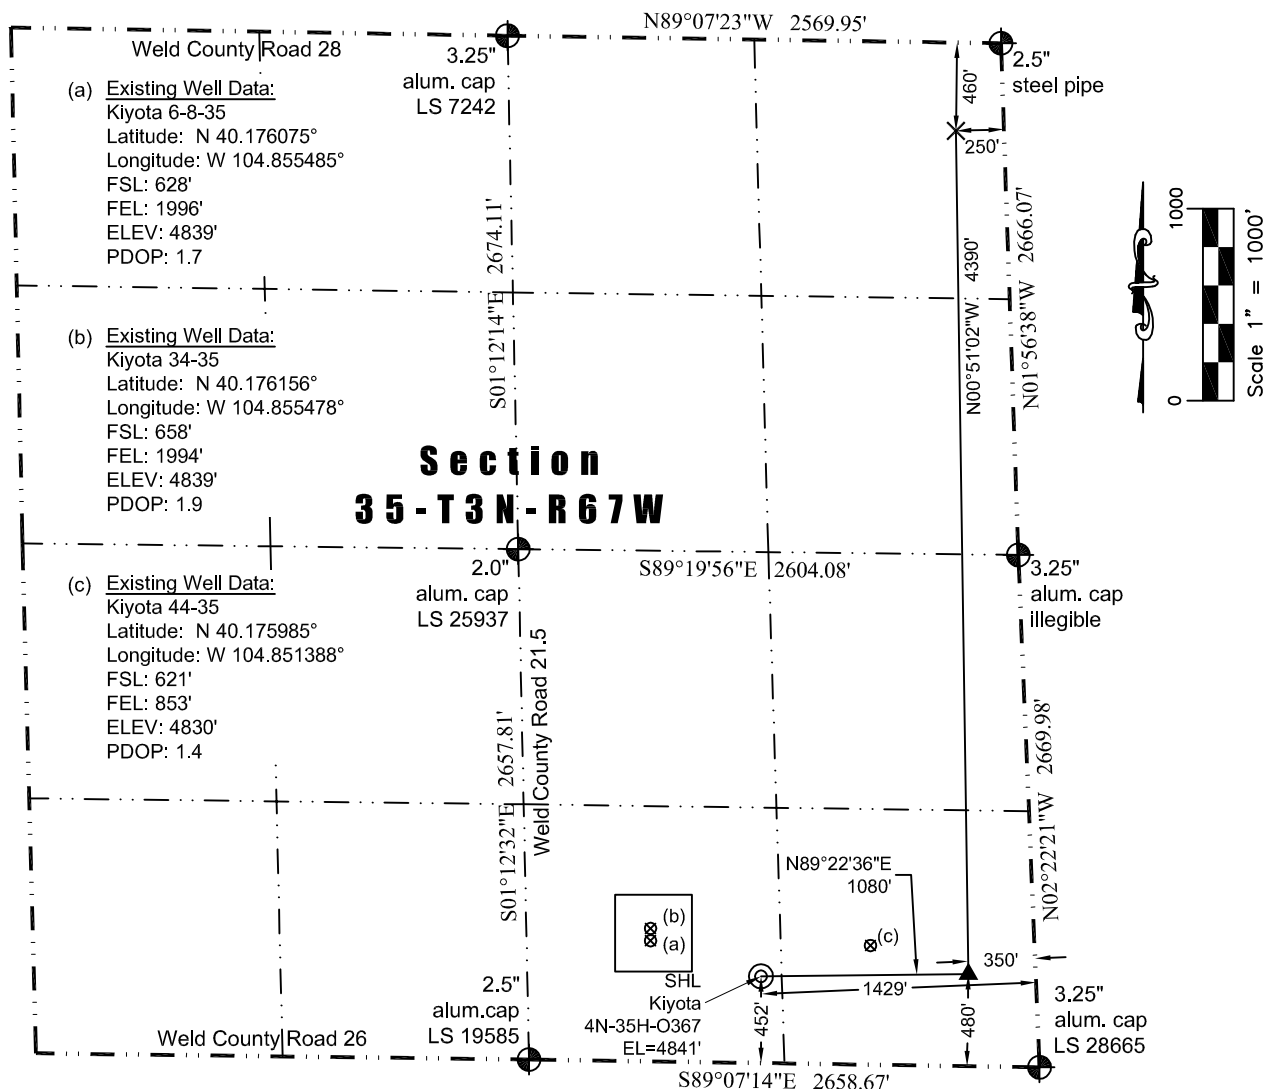 N89°07'23"W 2569.95'
Weld County Road 28
3.25"
alum. cap
LS 7242
2.5"
steel pipe
460'
250'
(a) Existing Well Data:
Kiyota 6-8-35
Latitude: N 40.176075°
Longitude: W 104.855485°
FSL: 628'
FEL: 1996'
ELEV: 4839'
PDOP: 1.7
S01°12'14"E 2674.11'
N00°51'02"W 4390'
N01°56'38"W 2666.07'
1000
0
Scale 1" = 1000'
(b) Existing Well Data:
Kiyota 34-35
Latitude: N 40.176156°
Longitude: W 104.855478°
FSL: 658'
FEL: 1994'
ELEV: 4839'
PDOP: 1.9
Section
35-T3N-R67W
2.0"
alum. cap
LS 25937
S89°19'56"E 2604.08'
3.25"
alum. cap
illegible
(c) Existing Well Data:
Kiyota 44-35
Latitude: N 40.175985°
Longitude: W 104.851388°
FSL: 621'
FEL: 853'
ELEV: 4830'
PDOP: 1.4
S01°12'32"E 2657.81'
Weld County Road 21.5
N02°22'21"W 2669.98'
N89°22'36"E
1080'
(b)
(a)
(c)
350'
1429'
SHL
Kiyota
4N-35H-O367
EL=4841'
452'
480'
2.5"
alum.cap
LS 19585
3.25"
alum. cap
LS 28665
Weld County Road 26
S89°07'14"E 2658.67'